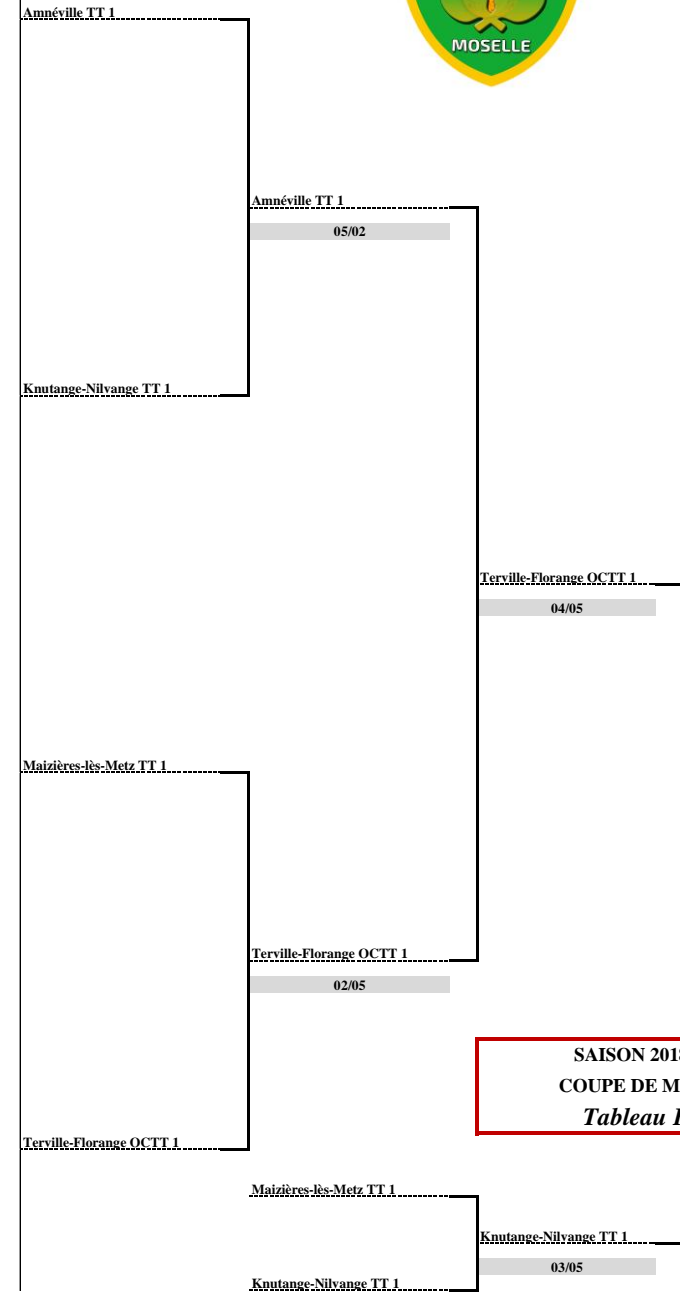 Amnéville TT 1
MOSELLE
Amnéville TT 1
05/02
Knutange-Nilvange TT 1
Terville-Florange OCTT 1
04/05
Maizières-lès-Metz TT 1
Terville-Florange OCTT 1
02/05
SAISON 2018
COUPE DE M
Tableau
Terville-Florange OCTT 1
Maizières-lès-Metz TT 1
Knutange-Nilvange TT 1
03/05
Knutange-Nilvange TT 1